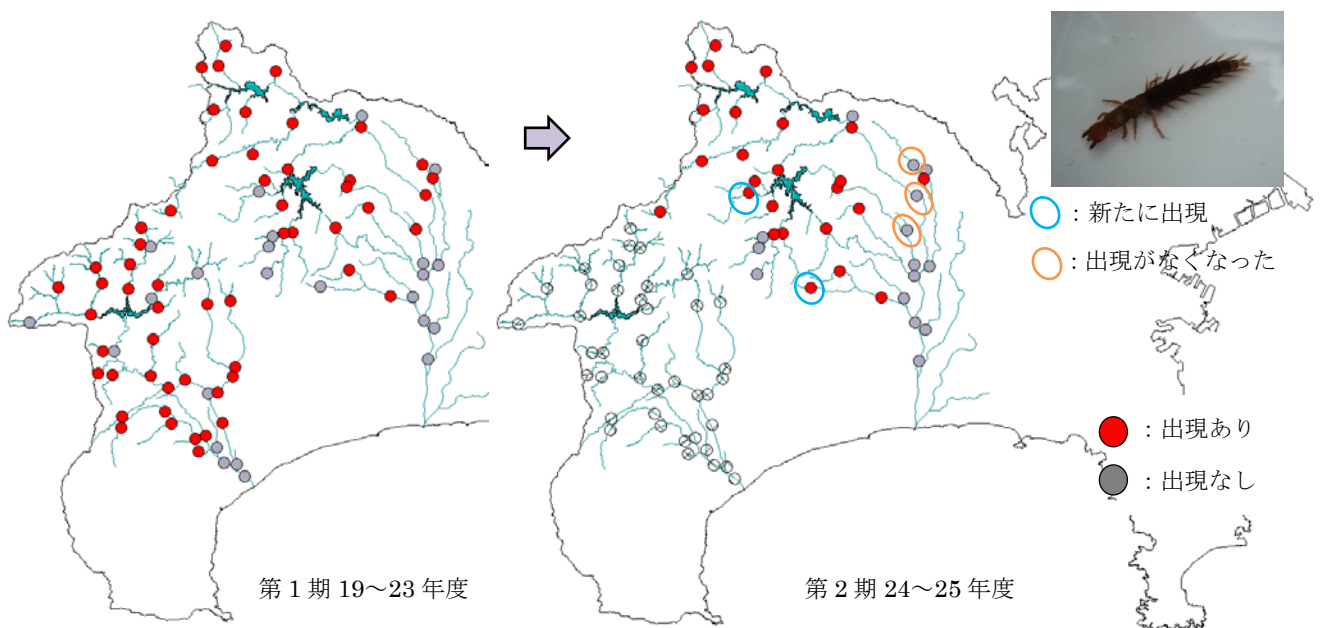 ：新たに出現
：出現がなくなった
：出現あり
：出現なし
第 1 期 19～23 年度
第 2 期 24～25 年度